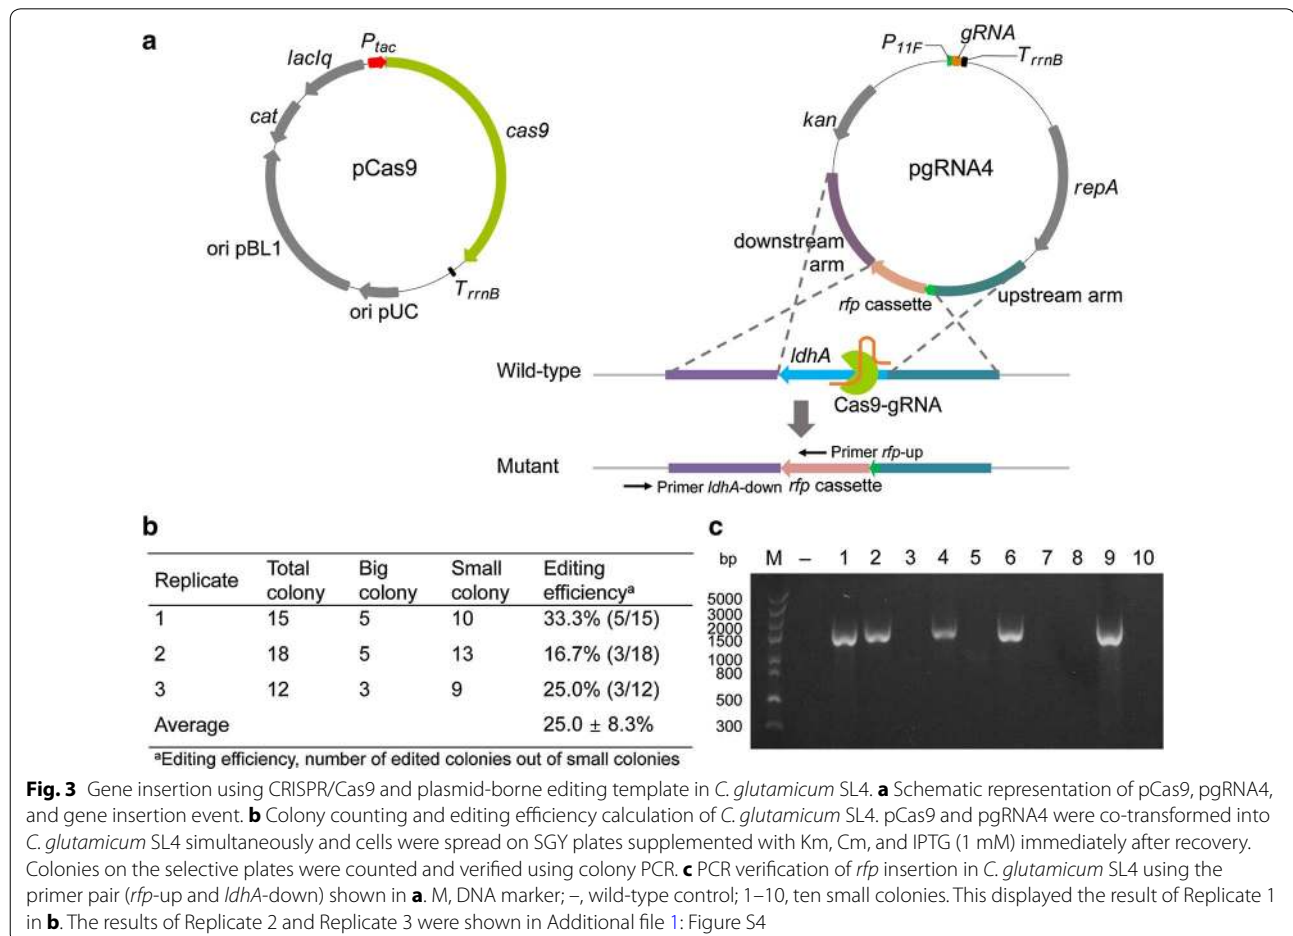 a
P_tac
lacIq
cat
cas9
pCas9
ori pBL1
T_rrnB
ori pUC
P_11F
gRNA
T_rrnB
kan
pgRNA4
repA
downstream
arm
rfp cassette
upstream arm
ldhA
Wild-type
Cas9-gRNA
Mutant
Primer rfp-up
Primer ldhA-down
rfp cassette
b
Replicate Total colony Big colony Small colony Editing efficiencyᵃ
1 15 5 10 33.3% (5/15)
2 18 5 13 16.7% (3/18)
3 12 3 9 25.0% (3/12)
Average 25.0 ± 8.3%
ᵃEditing efficiency, number of edited colonies out of small colonies
c
bp M – 1 2 3 4 5 6 7 8 9 10
5000
3000
2000
1500
1000
800
500
300
Fig. 3 Gene insertion using CRISPR/Cas9 and plasmid-borne editing template in C. glutamicum SL4. a Schematic representation of pCas9, pgRNA4,
and gene insertion event. b Colony counting and editing efficiency calculation of C. glutamicum SL4. pCas9 and pgRNA4 were co-transformed into
C. glutamicum SL4 simultaneously and cells were spread on SGY plates supplemented with Km, Cm, and IPTG (1 mM) immediately after recovery.
Colonies on the selective plates were counted and verified using colony PCR. c PCR verification of rfp insertion in C. glutamicum SL4 using the
primer pair (rfp-up and ldhA-down) shown in a. M, DNA marker; –, wild-type control; 1–10, ten small colonies. This displayed the result of Replicate 1
in b. The results of Replicate 2 and Replicate 3 were shown in Additional file 1: Figure S4